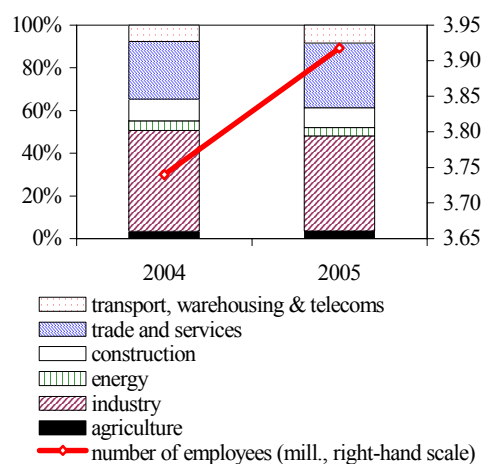 100% 3.95
80% 3.90
3.85
60%
3.80
40%
3.75
20% 3.70
0% 3.65
2004 2005
transport, warehousing & telecoms
trade and services
construction
energy
industry
agriculture
number of employees (mill., right-hand scale)